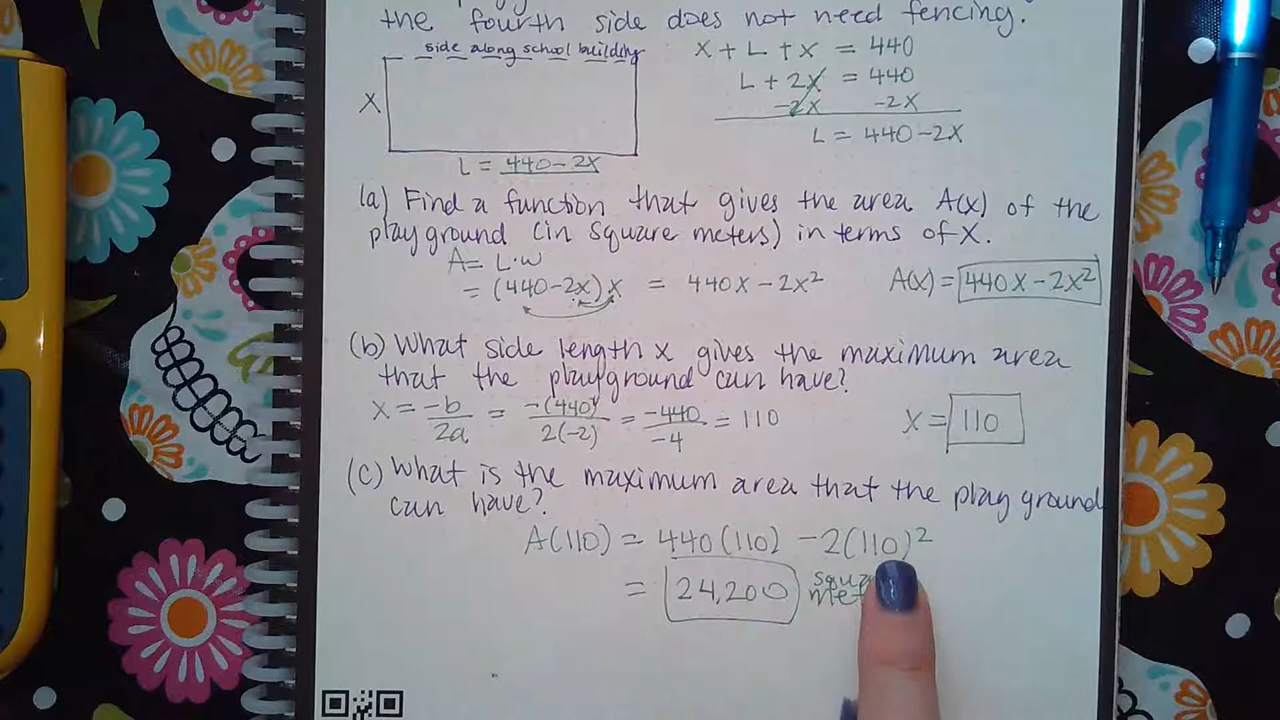 the fourth side does not need fencing.
side along school building
X
L = 440-2X
X + L + X = 440
L + 2X = 440
-2X -2X
L = 440-2X
(a) Find a function that gives the area A(X) of the
playground (in square meters) in terms of X.
A = L·W
= (440-2x)x = 440X-2X² A(X) = 440X-2X²
(b) What side length x gives the maximum area
that the playground can have?
X = -b/2a = -(440)/2(-2) = -440/-4 = 110 X = 110
(c) What is the maximum area that the play ground
can have?
A(110) = 440(110) -2(110)²
= 24,200